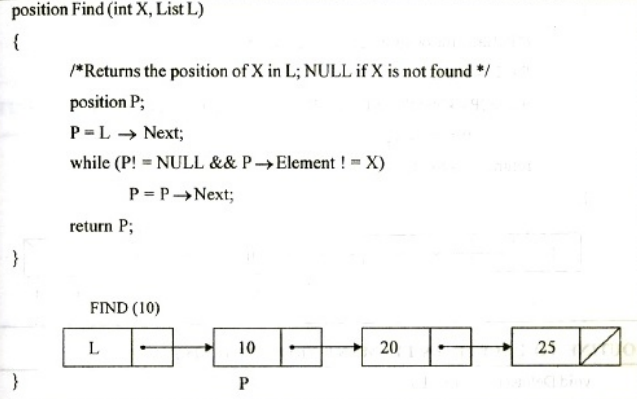 position Find (int X, List L)
{
/*Returns the position of X in L; NULL if X is not found */
position P;
P = L → Next;
while (P! = NULL && P → Element ! = X)
P = P → Next;
return P;
}
FIND (10)
L 10 20 25
} P